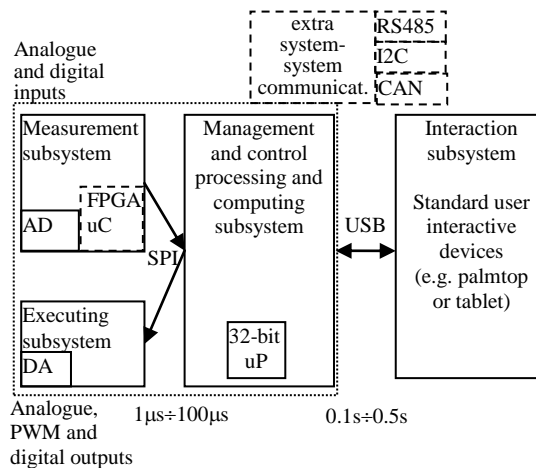 Analogue
and digital
inputs
extra
system-
system
communicat.
RS485
I2C
CAN
Measurement
subsystem
AD
FPGA
uC
SPI
Executing
subsystem
DA
Management
and control
processing and
computing
subsystem
32-bit
uP
USB
Interaction
subsystem
Standard user
interactive
devices
(e.g. palmtop
or tablet)
Analogue,
PWM and
digital outputs
1μs÷100μs
0.1s÷0.5s